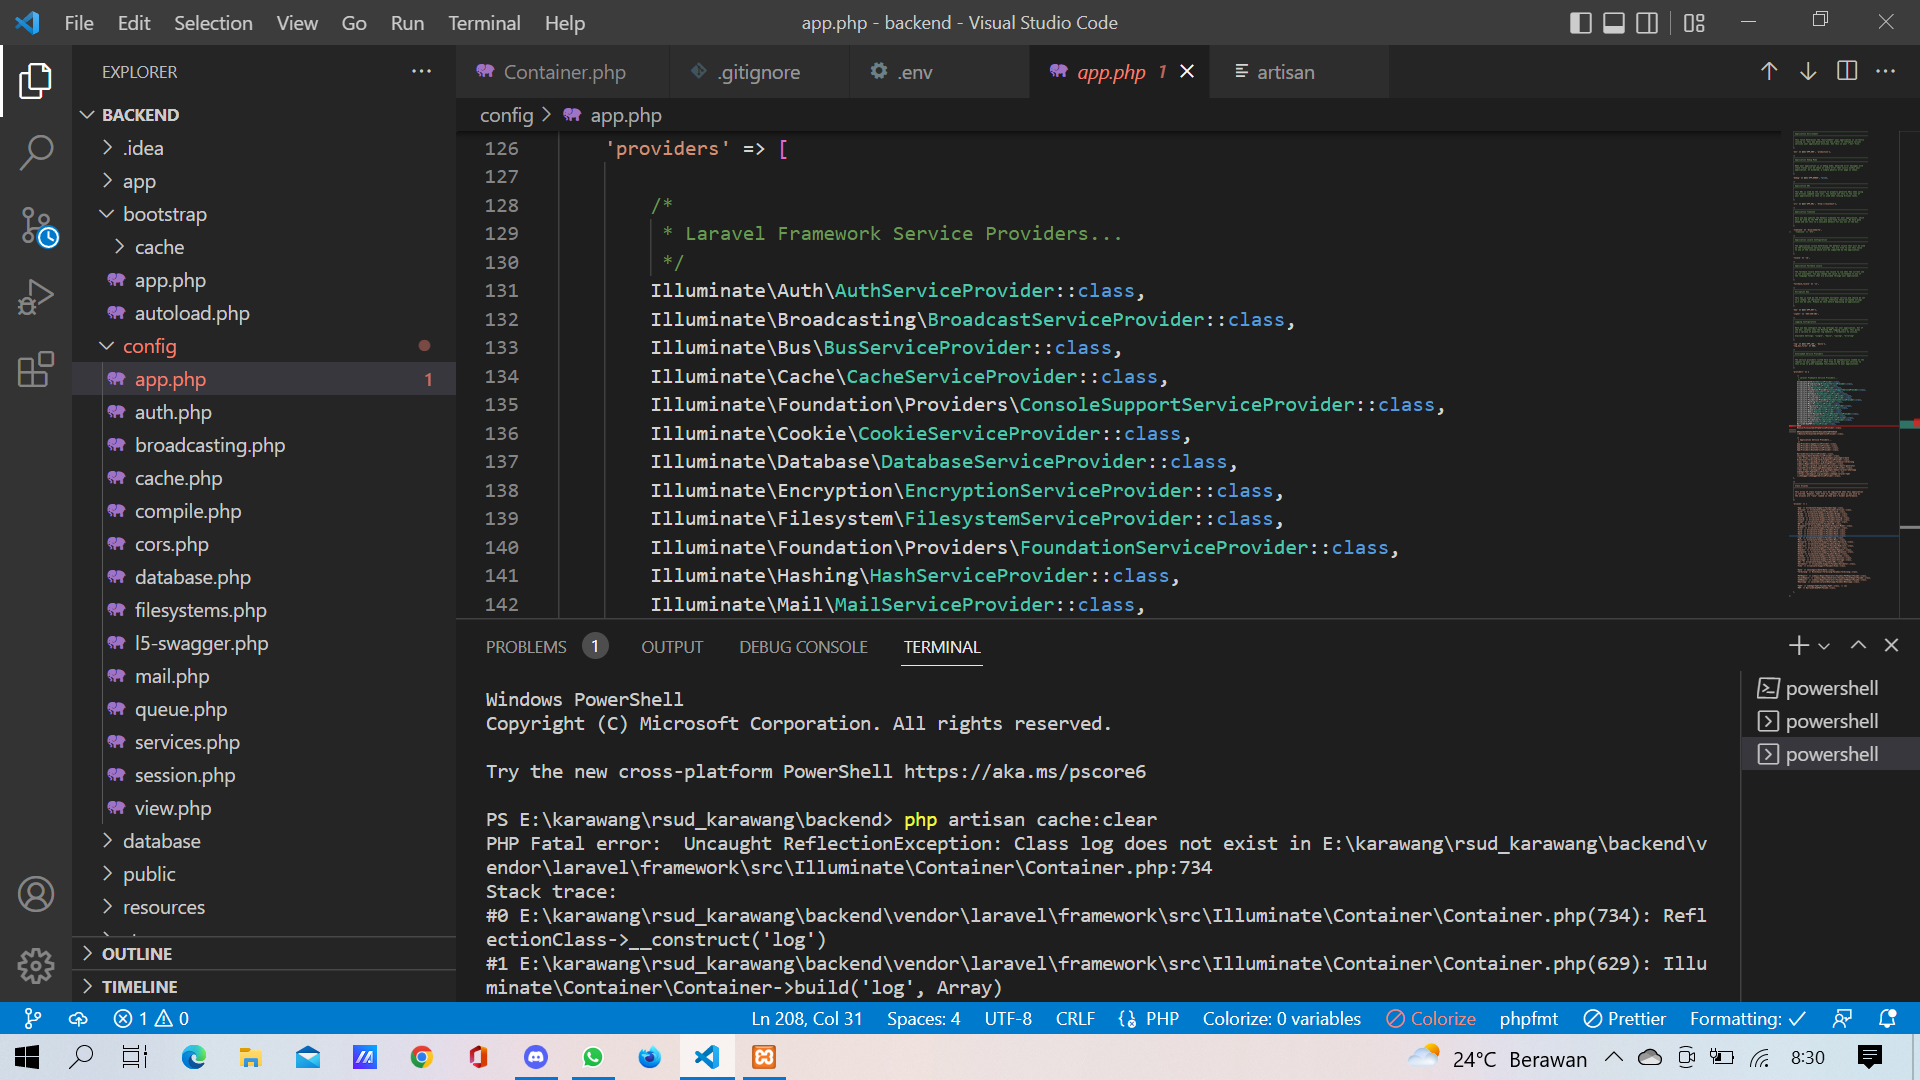 File Edit Selection View Go Run Terminal Help
app.php - backend - Visual Studio Code
EXPLORER
Container.php
.gitignore
.env
app.php 1
artisan
BACKEND
config > app.php
.idea
app
bootstrap
cache
app.php
autoload.php
config
app.php 1
auth.php
broadcasting.php
cache.php
compile.php
cors.php
database.php
filesystems.php
l5-swagger.php
mail.php
queue.php
services.php
session.php
view.php
database
public
resources
OUTLINE
TIMELINE
126 'providers' => [
127
128 /*
129 * Laravel Framework Service Providers...
130 */
131 Illuminate\Auth\AuthServiceProvider::class,
132 Illuminate\Broadcasting\BroadcastServiceProvider::class,
133 Illuminate\Bus\BusServiceProvider::class,
134 Illuminate\Cache\CacheServiceProvider::class,
135 Illuminate\Foundation\Providers\ConsoleSupportServiceProvider::class,
136 Illuminate\Cookie\CookieServiceProvider::class,
137 Illuminate\Database\DatabaseServiceProvider::class,
138 Illuminate\Encryption\EncryptionServiceProvider::class,
139 Illuminate\Filesystem\FilesystemServiceProvider::class,
140 Illuminate\Foundation\Providers\FoundationServiceProvider::class,
141 Illuminate\Hashing\HashServiceProvider::class,
142 Illuminate\Mail\MailServiceProvider::class,
PROBLEMS 1 OUTPUT DEBUG CONSOLE TERMINAL
Windows PowerShell
Copyright (C) Microsoft Corporation. All rights reserved.
Try the new cross-platform PowerShell https://aka.ms/pscore6
PS E:\karawang\rsud_karawang\backend> php artisan cache:clear
PHP Fatal error:  Uncaught ReflectionException: Class log does not exist in E:\karawang\rsud_karawang\backend\v
endor\laravel\framework\src\Illuminate\Container\Container.php:734
Stack trace:
#0 E:\karawang\rsud_karawang\backend\vendor\laravel\framework\src\Illuminate\Container\Container.php(734): Refl
ectionClass->__construct('log')
#1 E:\karawang\rsud_karawang\backend\vendor\laravel\framework\src\Illuminate\Container\Container.php(629): Illu
minate\Container\Container->build('log', Array)
powershell
powershell
powershell
1 0
Ln 208, Col 31 Spaces: 4 UTF-8 CRLF PHP Colorize: 0 variables Colorize phpfmt Prettier Formatting:
24°C Berawan 8:30